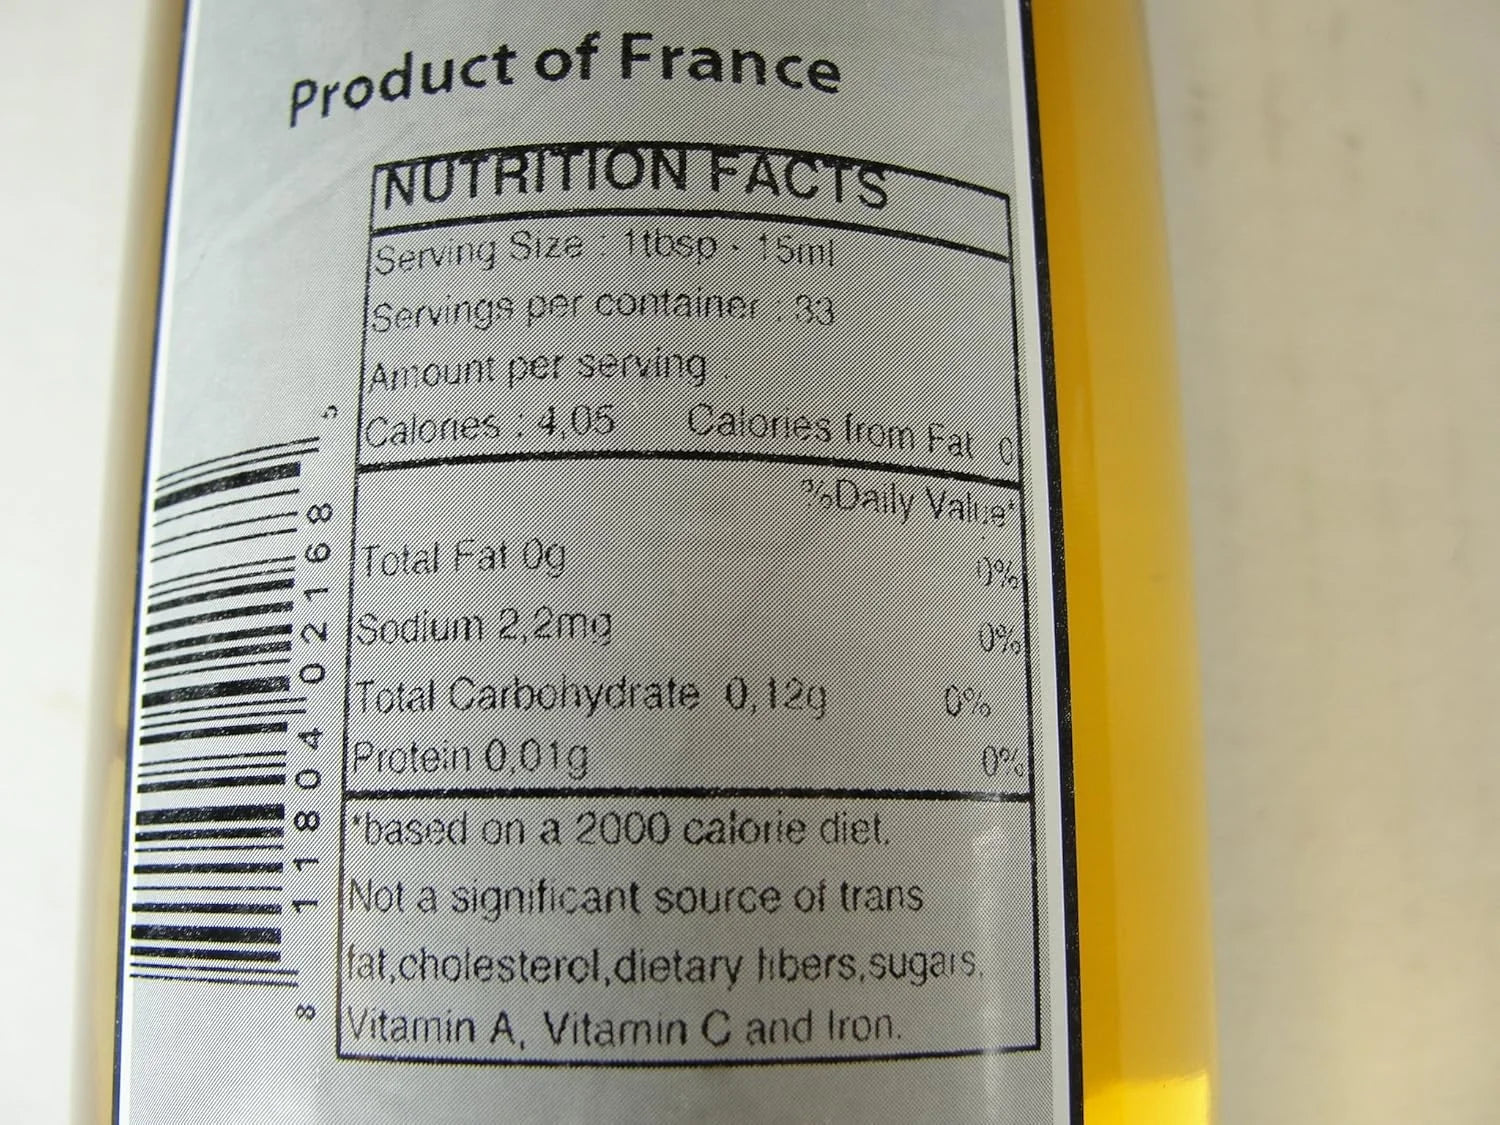 Product of France
NUTRITION FACTS
Serving Size : 1tbsp - 15ml
Servings per container : 33
Amount per serving :
Calories : 4,05 Calories from Fat 0
%Daily Value*
Total Fat 0g 0%
Sodium 2,2mg 0%
Total Carbohydrate 0,12g 0%
Protein 0,01g 0%
*based on a 2000 calorie diet.
Not a significant source of trans
fat,cholesterol,dietary fibers,sugars,
Vitamin A, Vitamin C and Iron.
8 11804 02168 5